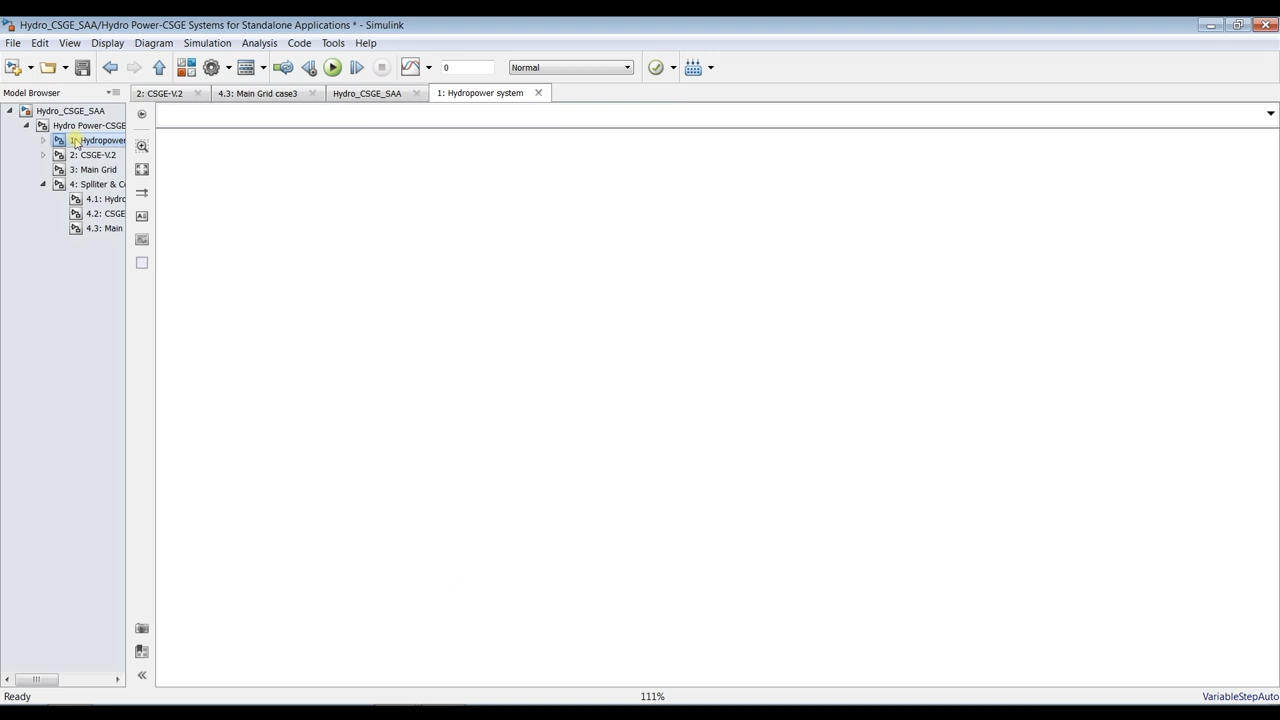 Hydro_CSGE_SAA/Hydro Power-CSGE Systems for Standalone Applications * - Simulink
File Edit View Display Diagram Simulation Analysis Code Tools Help
0 Normal
Model Browser
2: CSGE-V.2 4.3: Main Grid case3 Hydro_CSGE_SAA 1: Hydropower system
Hydro_CSGE_SAA
Hydro Power-CSGE
1: Hydropower
2: CSGE-V.2
3: Main Grid
4: Splliter & Co
4.1: Hydro
4.2: CSGE
4.3: Main
Ready 111% VariableStepAuto